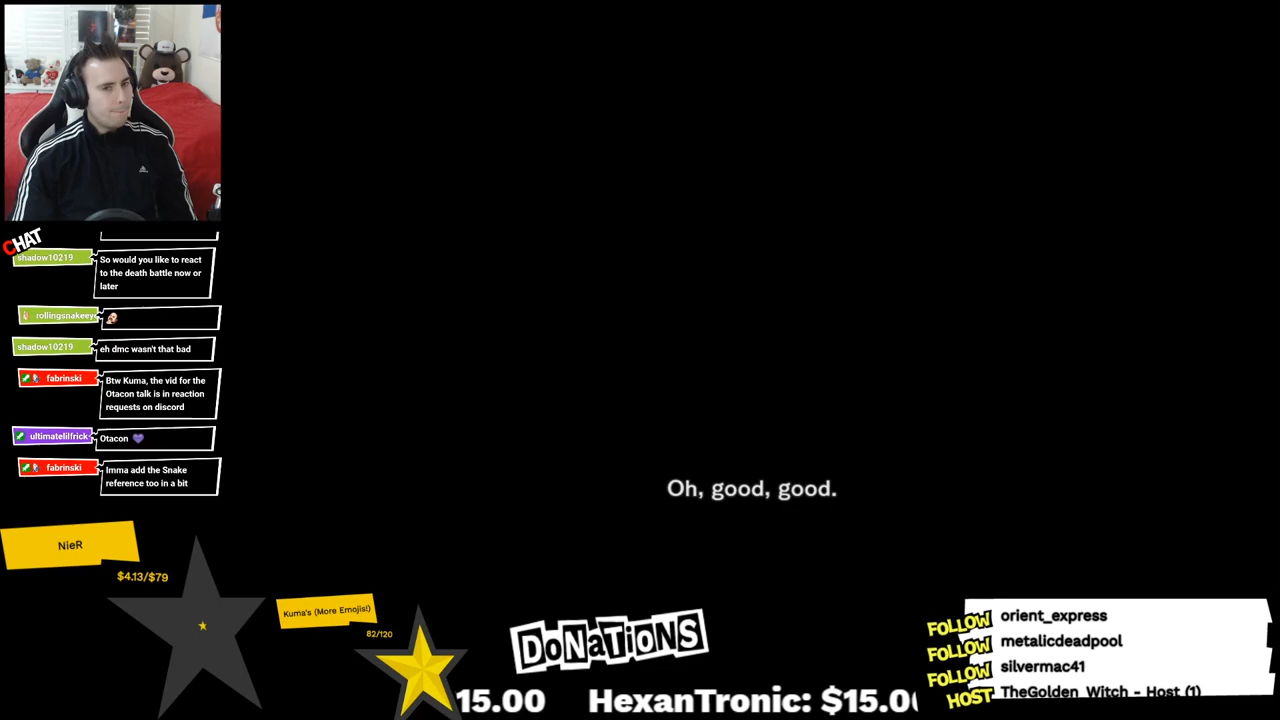 CHAT
shadow10219
So would you like to react
to the death battle now or
later
rollingsnakeey
shadow10219
eh dmc wasn't that bad
fabrinski
Btw Kuma, the vid for the
Otacon talk is in reaction
requests on discord
ultimatelilfrick
Otacon 💜
fabrinski
Imma add the Snake
reference too in a bit
Oh, good, good.
NieR
$4.13/$79
Kuma's (More Emojis!)
82/120
DoNaTiONS
15.00 HexanTronic: $15.00
FOLLOW orient_express
FOLLOW metalicdeadpool
FOLLOW silvermac41
HOST TheGolden_Witch - Host (1)